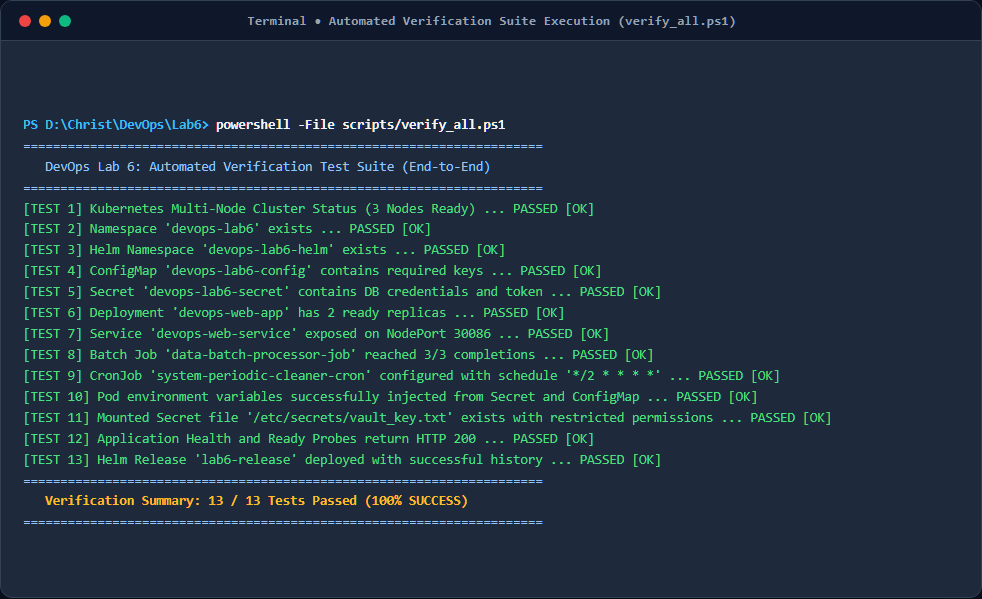 Terminal • Automated Verification Suite Execution (verify_all.ps1)
PS D:\Christ\DevOps\Lab6> powershell -File scripts/verify_all.ps1
======================================================================
DevOps Lab 6: Automated Verification Test Suite (End-to-End)
======================================================================
[TEST 1] Kubernetes Multi-Node Cluster Status (3 Nodes Ready) ... PASSED [OK]
[TEST 2] Namespace 'devops-lab6' exists ... PASSED [OK]
[TEST 3] Helm Namespace 'devops-lab6-helm' exists ... PASSED [OK]
[TEST 4] ConfigMap 'devops-lab6-config' contains required keys ... PASSED [OK]
[TEST 5] Secret 'devops-lab6-secret' contains DB credentials and token ... PASSED [OK]
[TEST 6] Deployment 'devops-web-app' has 2 ready replicas ... PASSED [OK]
[TEST 7] Service 'devops-web-service' exposed on NodePort 30086 ... PASSED [OK]
[TEST 8] Batch Job 'data-batch-processor-job' reached 3/3 completions ... PASSED [OK]
[TEST 9] CronJob 'system-periodic-cleaner-cron' configured with schedule '*/2 * * * *' ... PASSED [OK]
[TEST 10] Pod environment variables successfully injected from Secret and ConfigMap ... PASSED [OK]
[TEST 11] Mounted Secret file '/etc/secrets/vault_key.txt' exists with restricted permissions ... PASSED [OK]
[TEST 12] Application Health and Ready Probes return HTTP 200 ... PASSED [OK]
[TEST 13] Helm Release 'lab6-release' deployed with successful history ... PASSED [OK]
======================================================================
Verification Summary: 13 / 13 Tests Passed (100% SUCCESS)
======================================================================